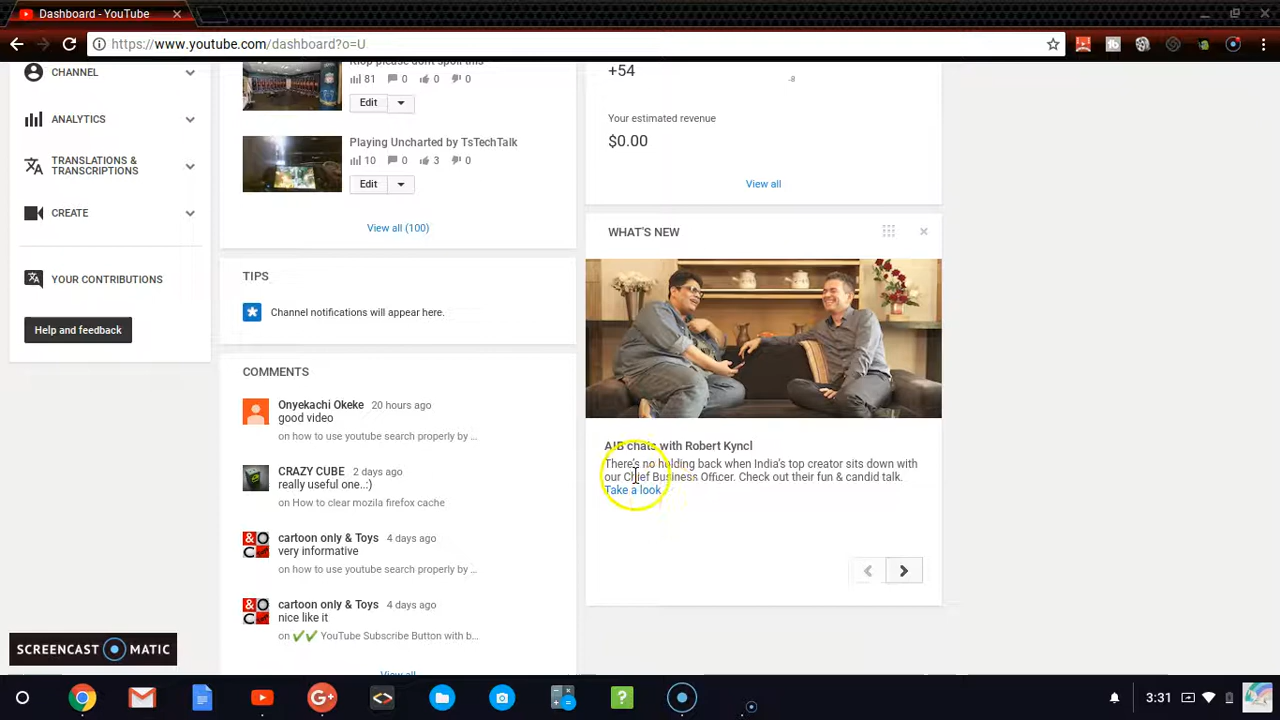 Dashboard - YouTube
https://www.youtube.com/dashboard?o=U
CHANNEL
ANALYTICS
TRANSLATIONS &
TRANSCRIPTIONS
CREATE
YOUR CONTRIBUTIONS
Help and feedback
Klop please dont spoil this
81 0 0 0
Edit
Playing Uncharted by TsTechTalk
10 0 3 0
Edit
View all (100)
TIPS
Channel notifications will appear here.
COMMENTS
Onyekachi Okeke 20 hours ago
good video
on how to use youtube search properly by ...
CRAZY CUBE 2 days ago
really useful one..:)
on How to clear mozila firefox cache
cartoon only & Toys 4 days ago
very informative
on how to use youtube search properly by ...
cartoon only & Toys 4 days ago
nice like it
on ✔✔ YouTube Subscribe Button with b...
View all
+54
-8
Your estimated revenue
$0.00
View all
WHAT'S NEW
AIB chats with Robert Kyncl
There's no holding back when India's top creator sits down with
our Chief Business Officer. Check out their fun & candid talk.
Take a look
SCREENCAST MATIC
3:31